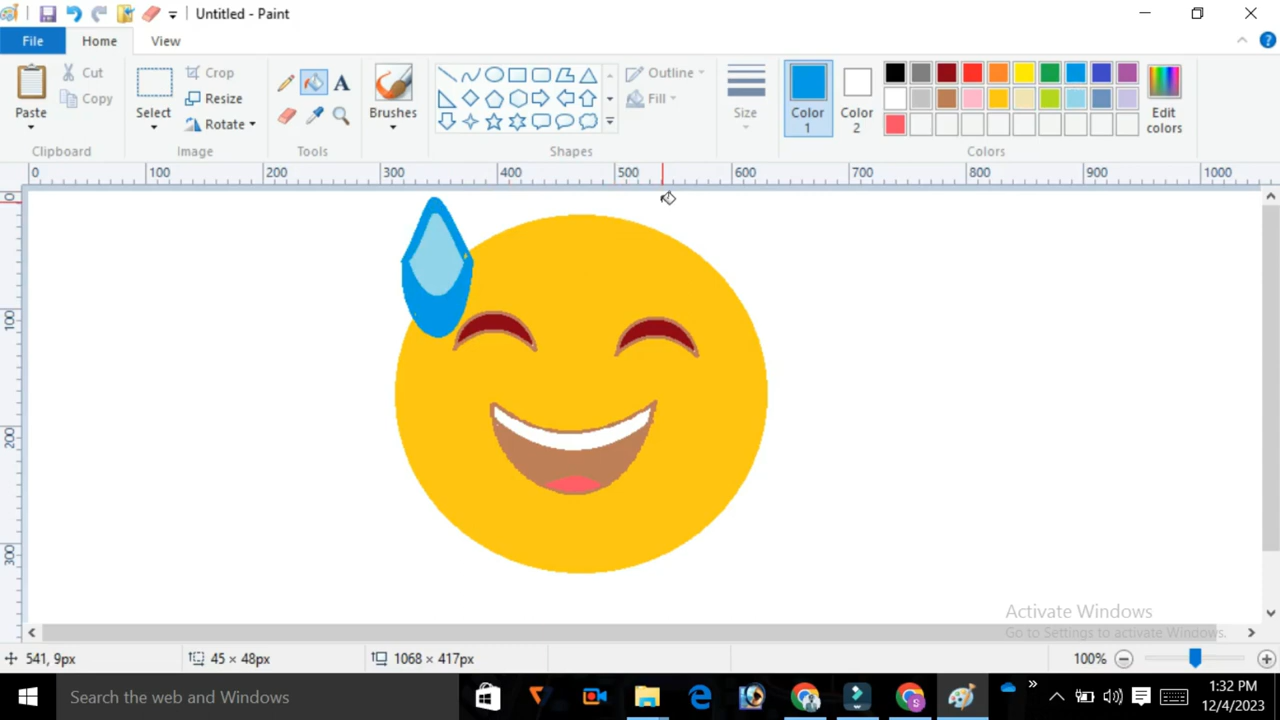 Untitled - Paint
File
Home
View
Paste
Cut
Copy
Clipboard
Select
Crop
Resize
Rotate
Image
A
Tools
Brushes
Shapes
Outline
Fill
Size
Color 1
Color 2
Edit colors
Colors
0 100 200 300 400 500 600 700 800 900 1000
0
100
200
300
Activate Windows
Go to Settings to activate Windows.
541, 9px
45 × 48px
1068 × 417px
100%
Search the web and Windows
1:32 PM
12/4/2023